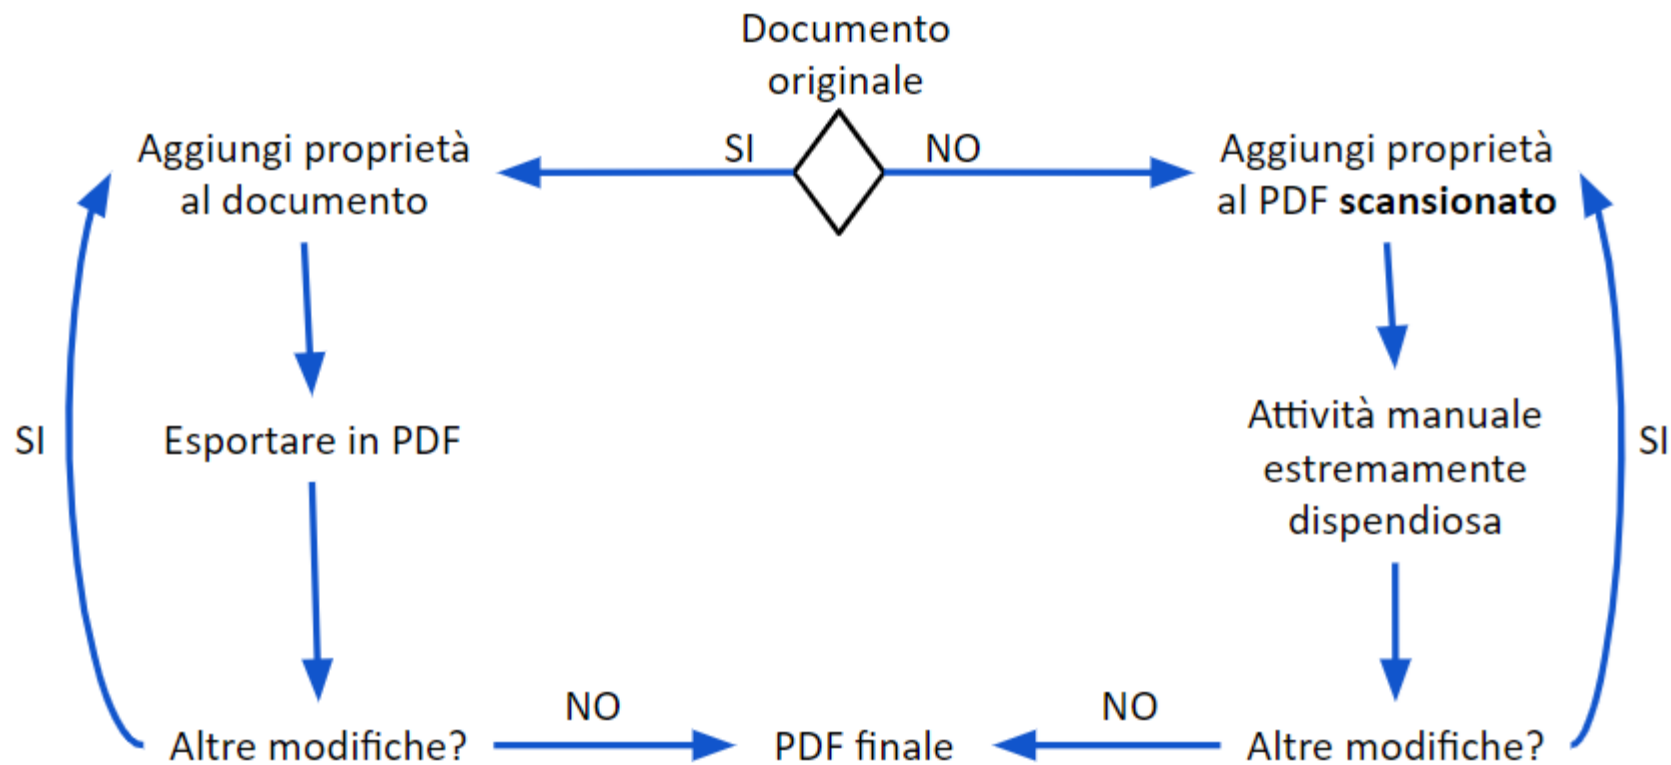 Documento
originale
SI
NO
Aggiungi proprietà
al documento
Aggiungi proprietà
al PDF scansionato
SI
Esportare in PDF
Attività manuale
estremamente
dispendiosa
SI
Altre modifiche?
NO
PDF finale
NO
Altre modifiche?